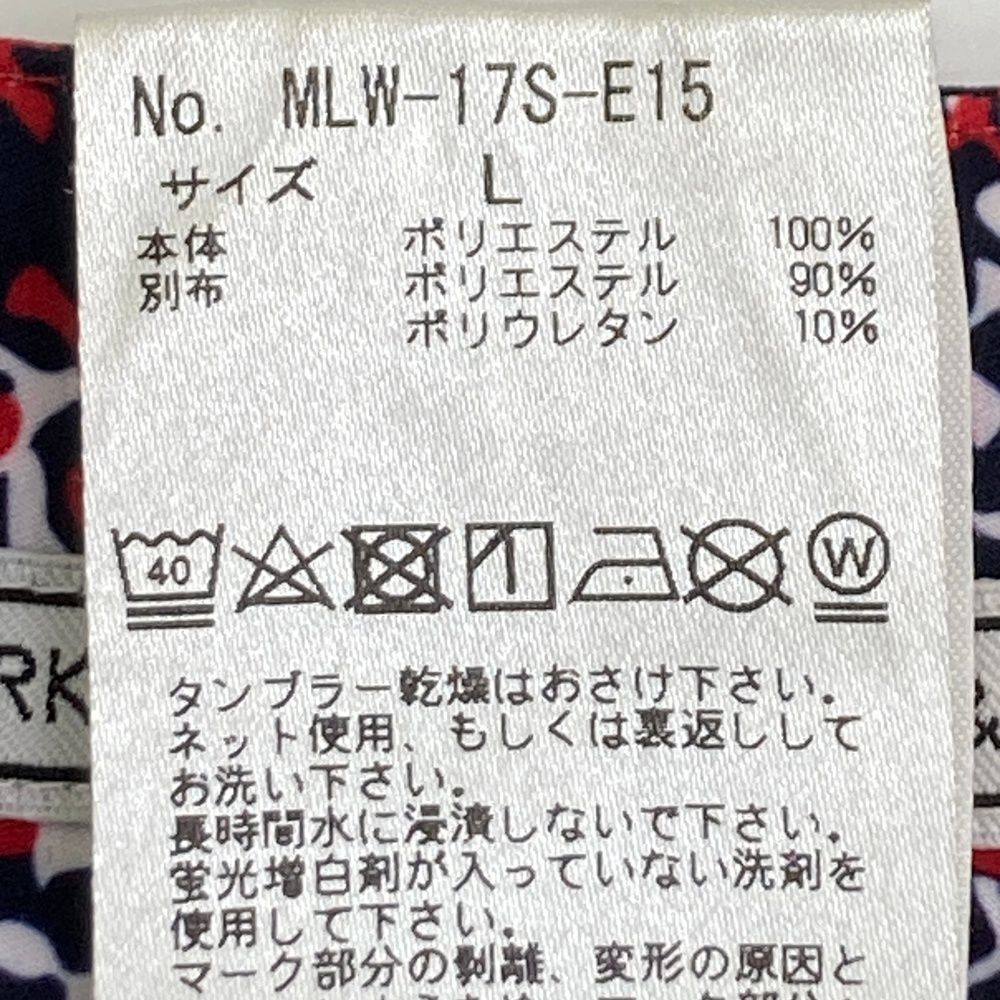 No. MLW-17S-E15
サイズ L
本体 ポリエステル 100%
別布 ポリエステル 90%
ポリウレタン 10%
40 W
タンブラー乾燥はおさけ下さい。
ネット使用、もしくは裏返しして
お洗い下さい。
長時間水に浸漬しないで下さい。
蛍光増白剤が入っていない洗剤を
使用して下さい。
マーク部分の剥離、変形の原因と
RK